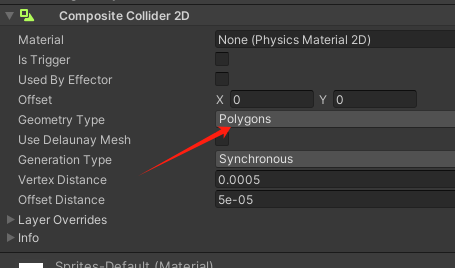 Composite Collider 2D
Material None (Physics Material 2D)
Is Trigger
Used By Effector
Offset X 0 Y 0
Geometry Type Polygons
Use Delaunay Mesh
Generation Type Synchronous
Vertex Distance 0.0005
Offset Distance 5e-05
Layer Overrides
Info
Sprites-Default (Material)